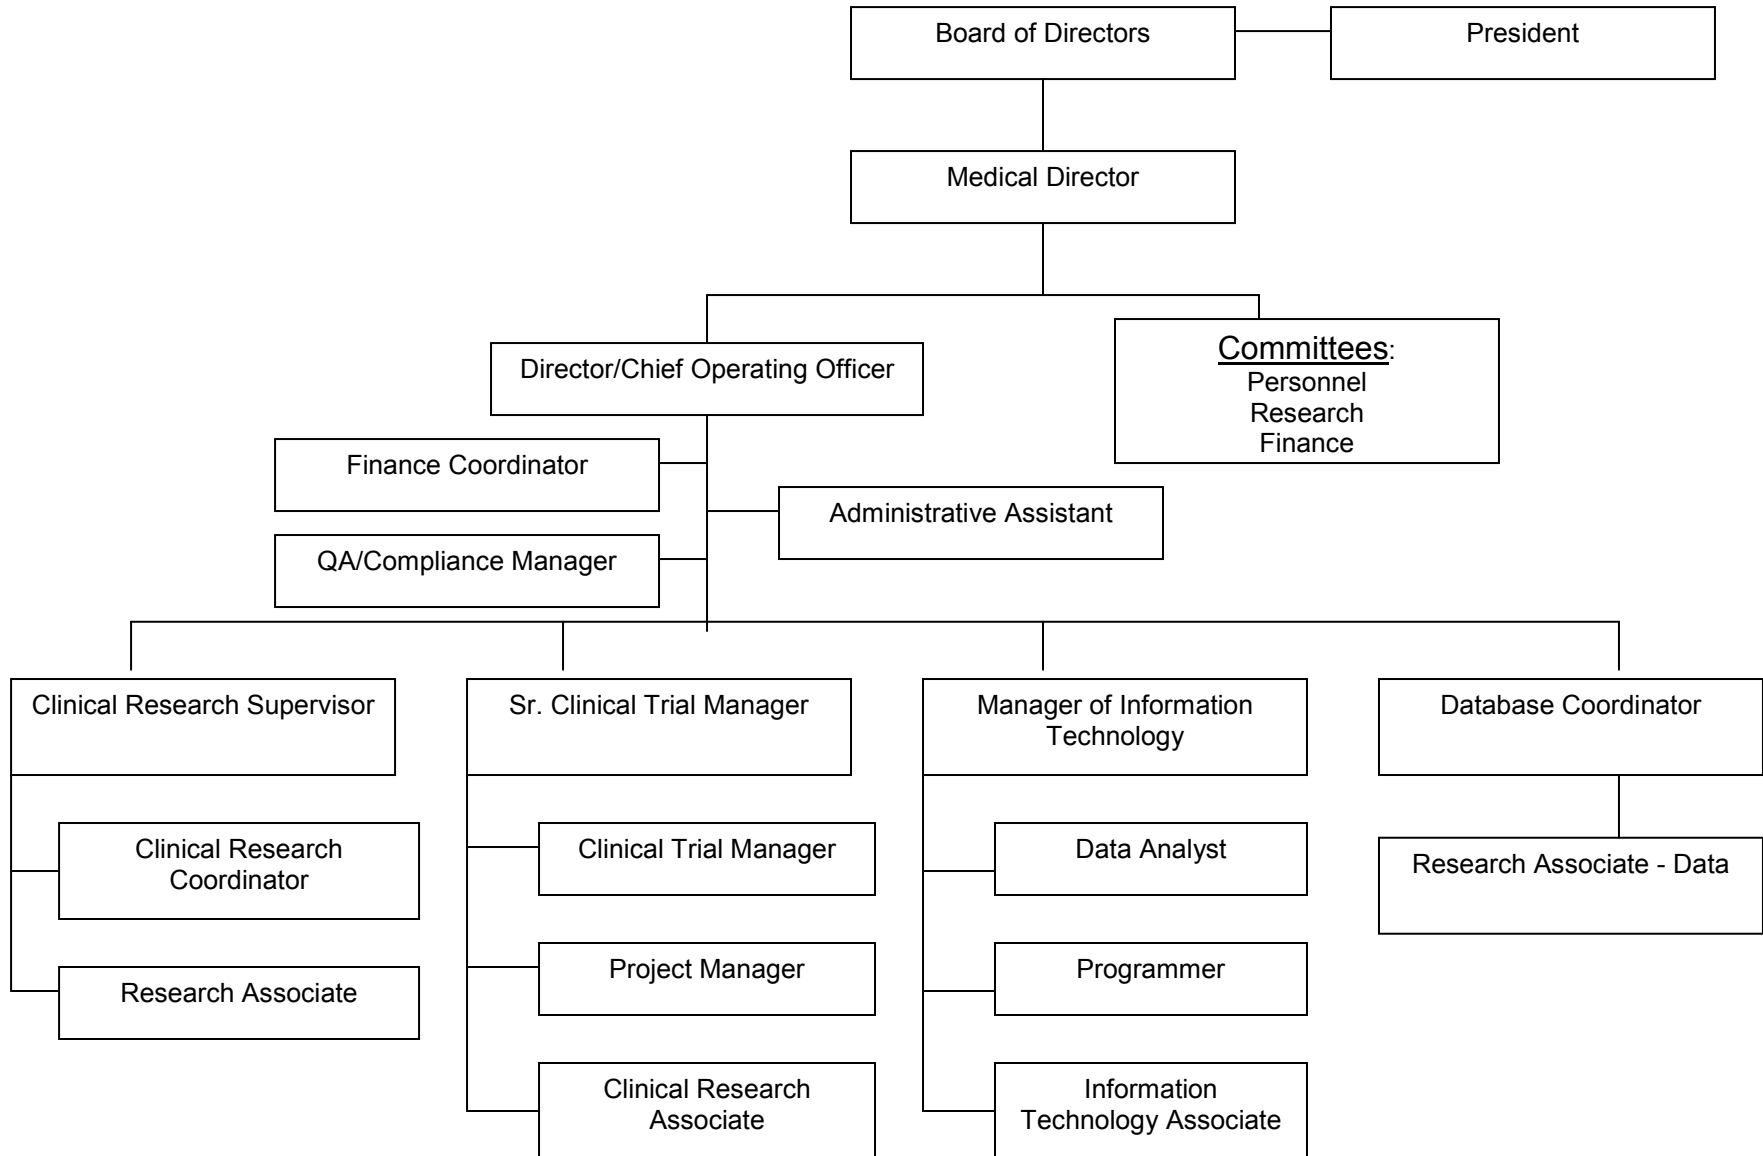 Board of Directors
President
Medical Director
Director/Chief Operating Officer
Committees:
Personnel
Research
Finance
Finance Coordinator
Administrative Assistant
QA/Compliance Manager
Clinical Research Supervisor
Sr. Clinical Trial Manager
Manager of Information
Technology
Database Coordinator
Clinical Research
Coordinator
Clinical Trial Manager
Data Analyst
Research Associate - Data
Research Associate
Project Manager
Programmer
Clinical Research
Associate
Information
Technology Associate